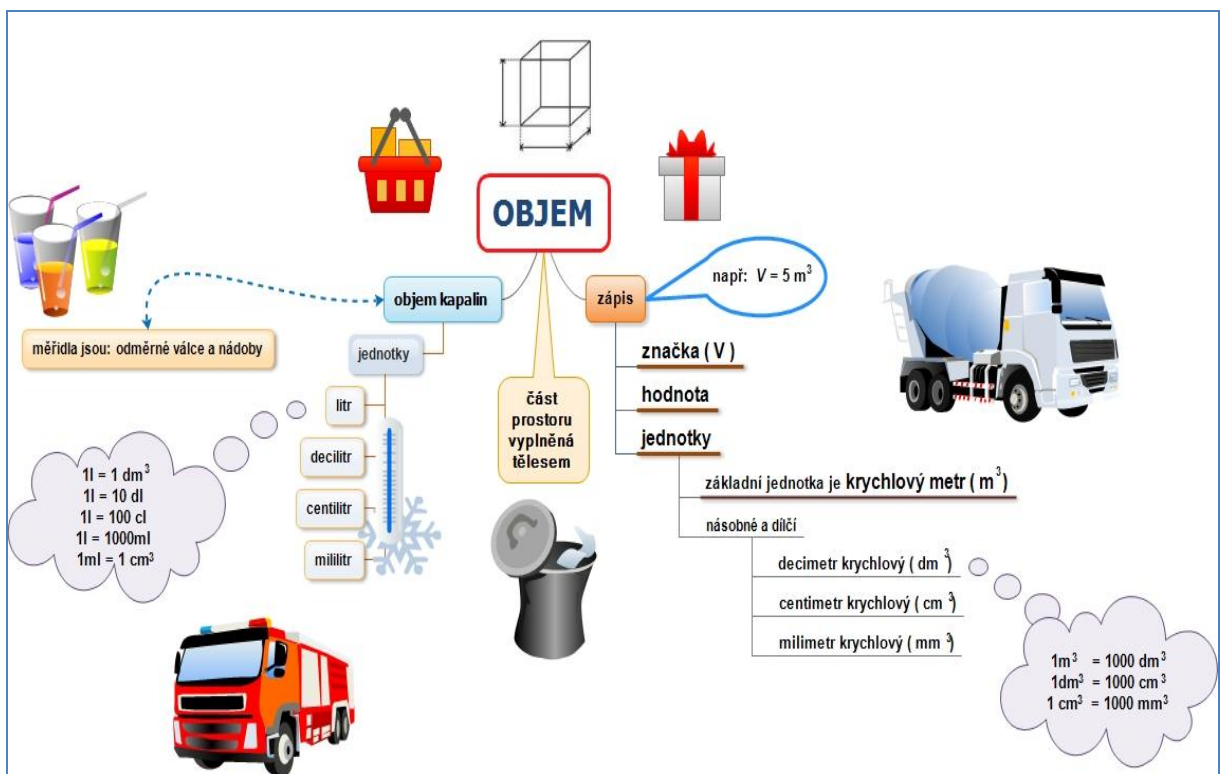 OBJEM
objem kapalin
měřidla jsou: odměrné válce a nádoby
jednotky
litr
decilitr
centilitr
mililitr
1l = 1 dm³
1l = 10 dl
1l = 100 cl
1l = 1000ml
1ml = 1 cm³
část
prostoru
vyplněná
tělesem
zápis
např: V = 5 m³
značka ( V )
hodnota
jednotky
základní jednotka je krychlový metr ( m³)
násobné a dílčí
decimetr krychlový ( dm³)
centimetr krychlový ( cm³)
milimetr krychlový ( mm³)
1m³ = 1000 dm³
1dm³ = 1000 cm³
1 cm³ = 1000 mm³